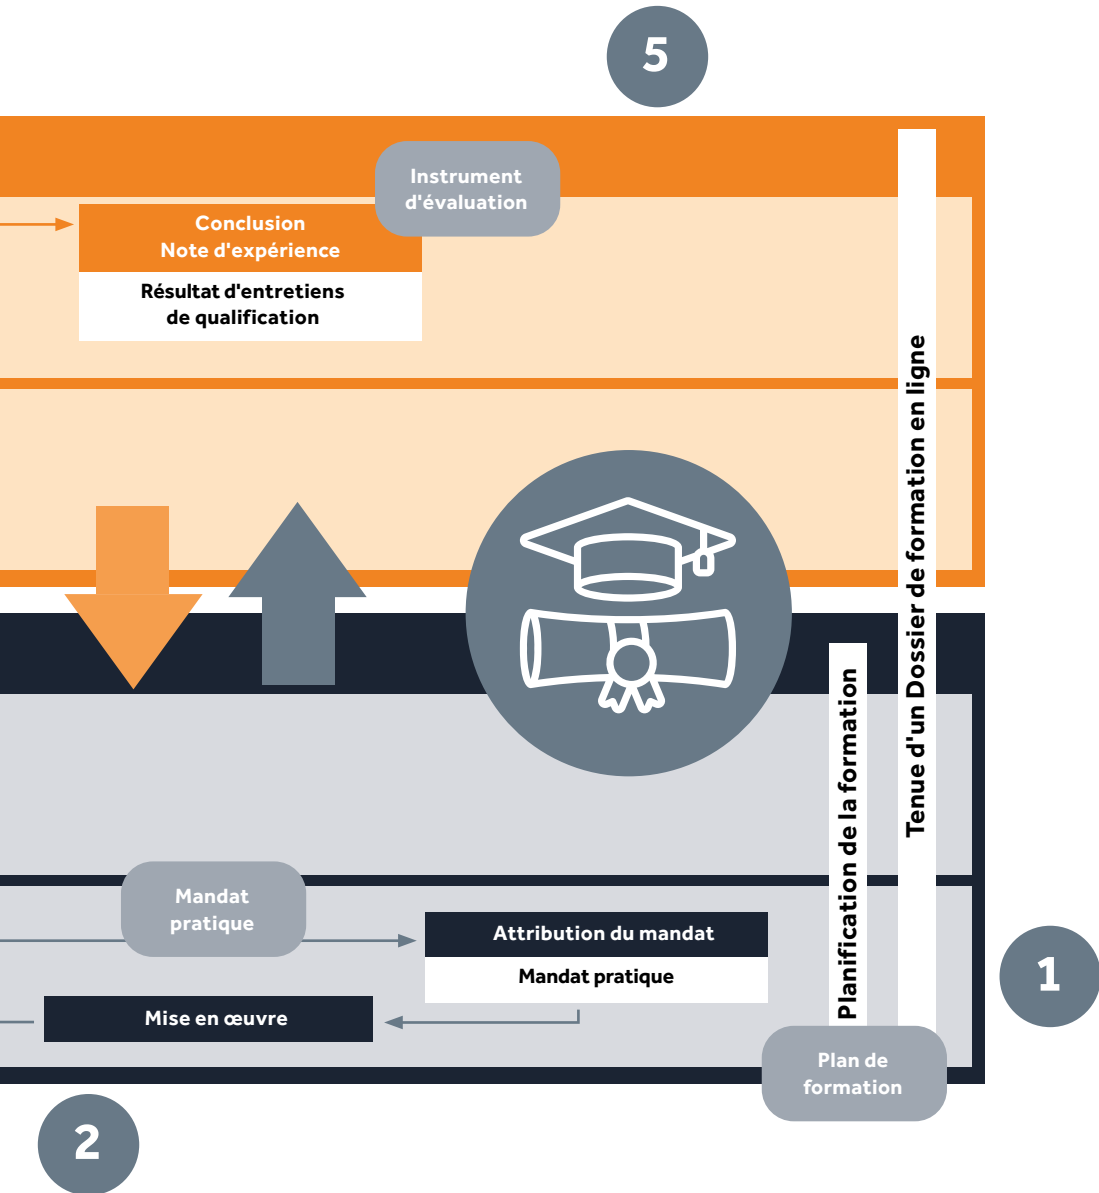 5
Instrument
d'évaluation
Conclusion
Note d'expérience
Résultat d'entretiens
de qualification
Tenue d'un Dossier de formation en ligne
Planification de la formation
Mandat
pratique
Attribution du mandat
Mandat pratique
1
Mise en œuvre
Plan de
formation
2